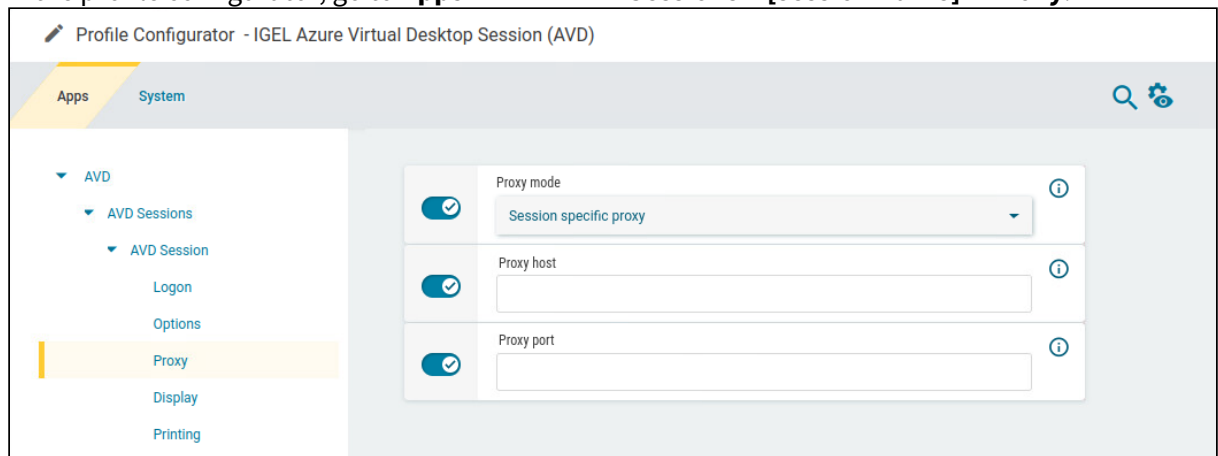 Profile Configurator - IGEL Azure Virtual Desktop Session (AVD)
Apps
System
AVD
AVD Sessions
AVD Session
Logon
Options
Proxy
Display
Printing
Proxy mode
Session specific proxy
Proxy host
Proxy port